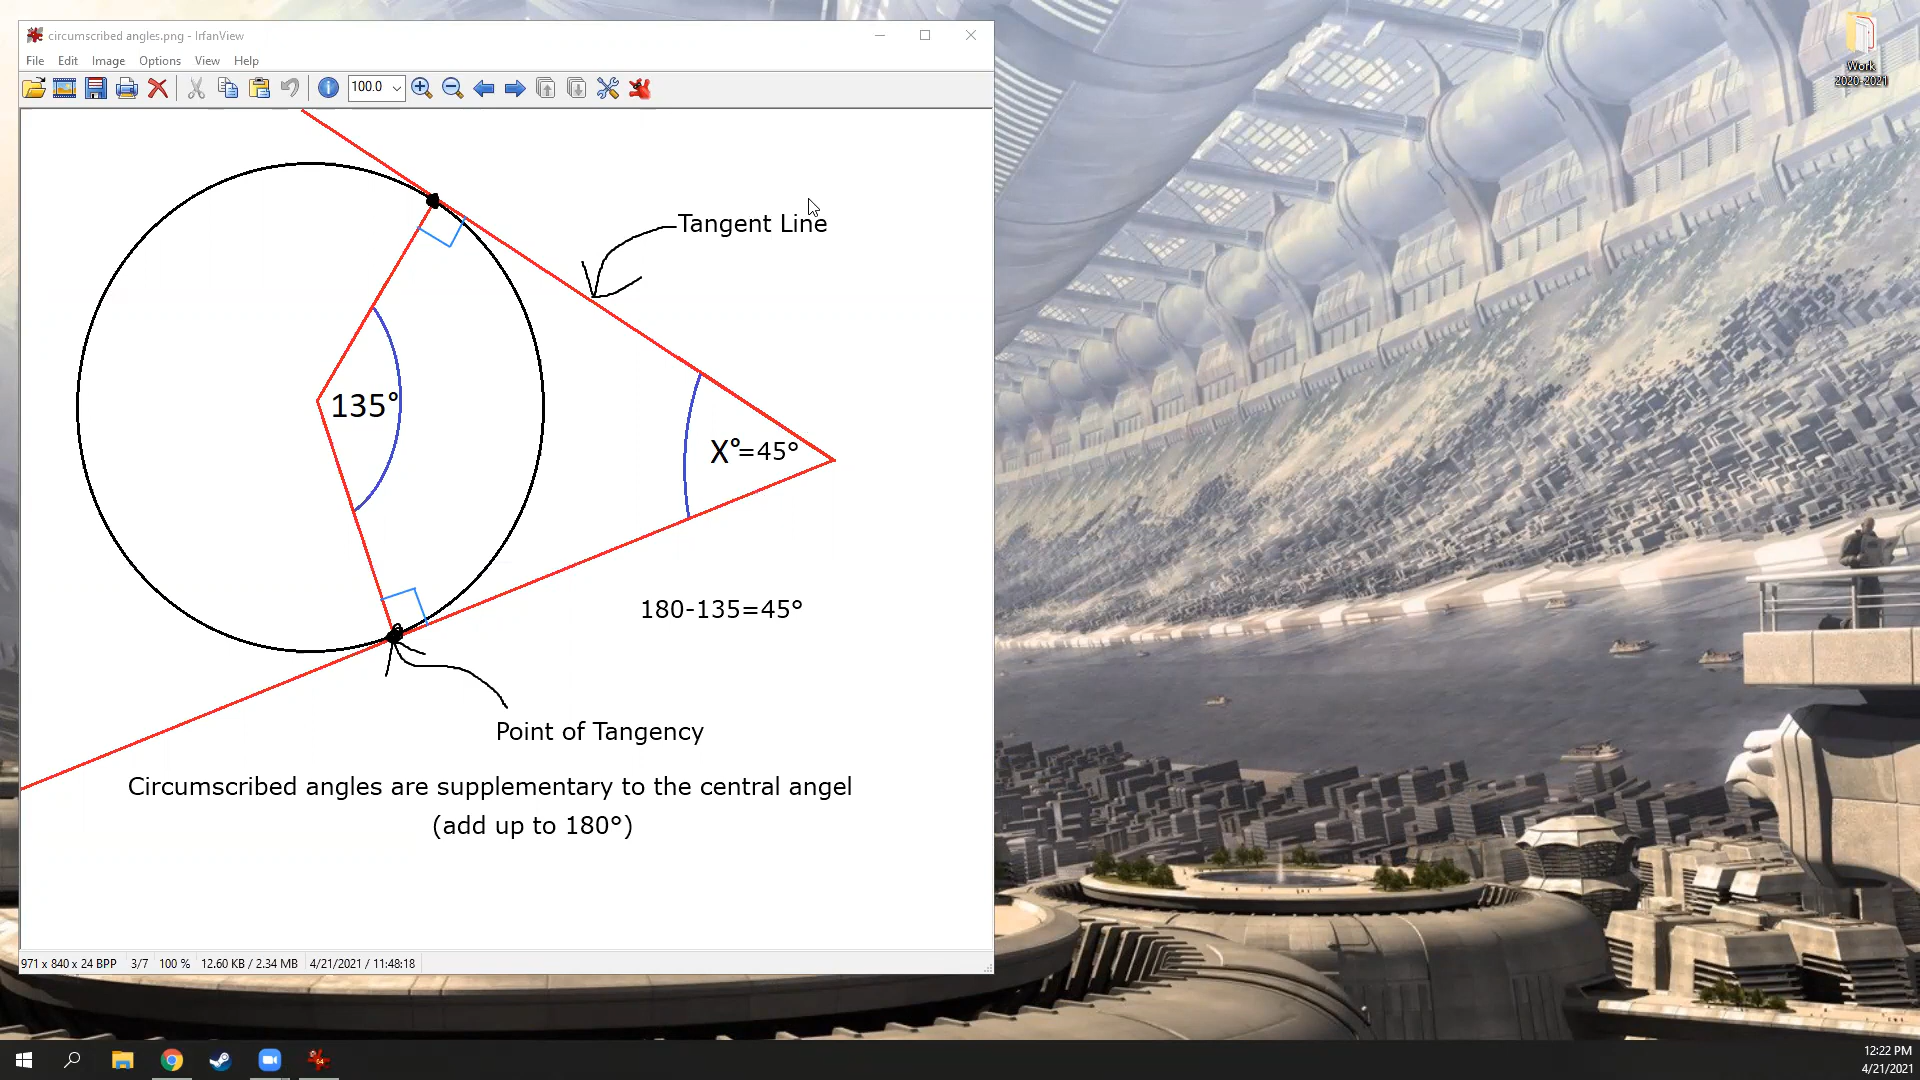 circumscribed angles.png - IrfanView
File Edit Image Options View Help
100.0
Work
2020-2021
Tangent Line
135°
X°=45°
180-135=45°
Point of Tangency
Circumscribed angles are supplementary to the central angel
(add up to 180°)
971 x 840 x 24 BPP 3/7 100 % 12.60 KB / 2.34 MB 4/21/2021 / 11:48:18
12:22 PM
4/21/2021